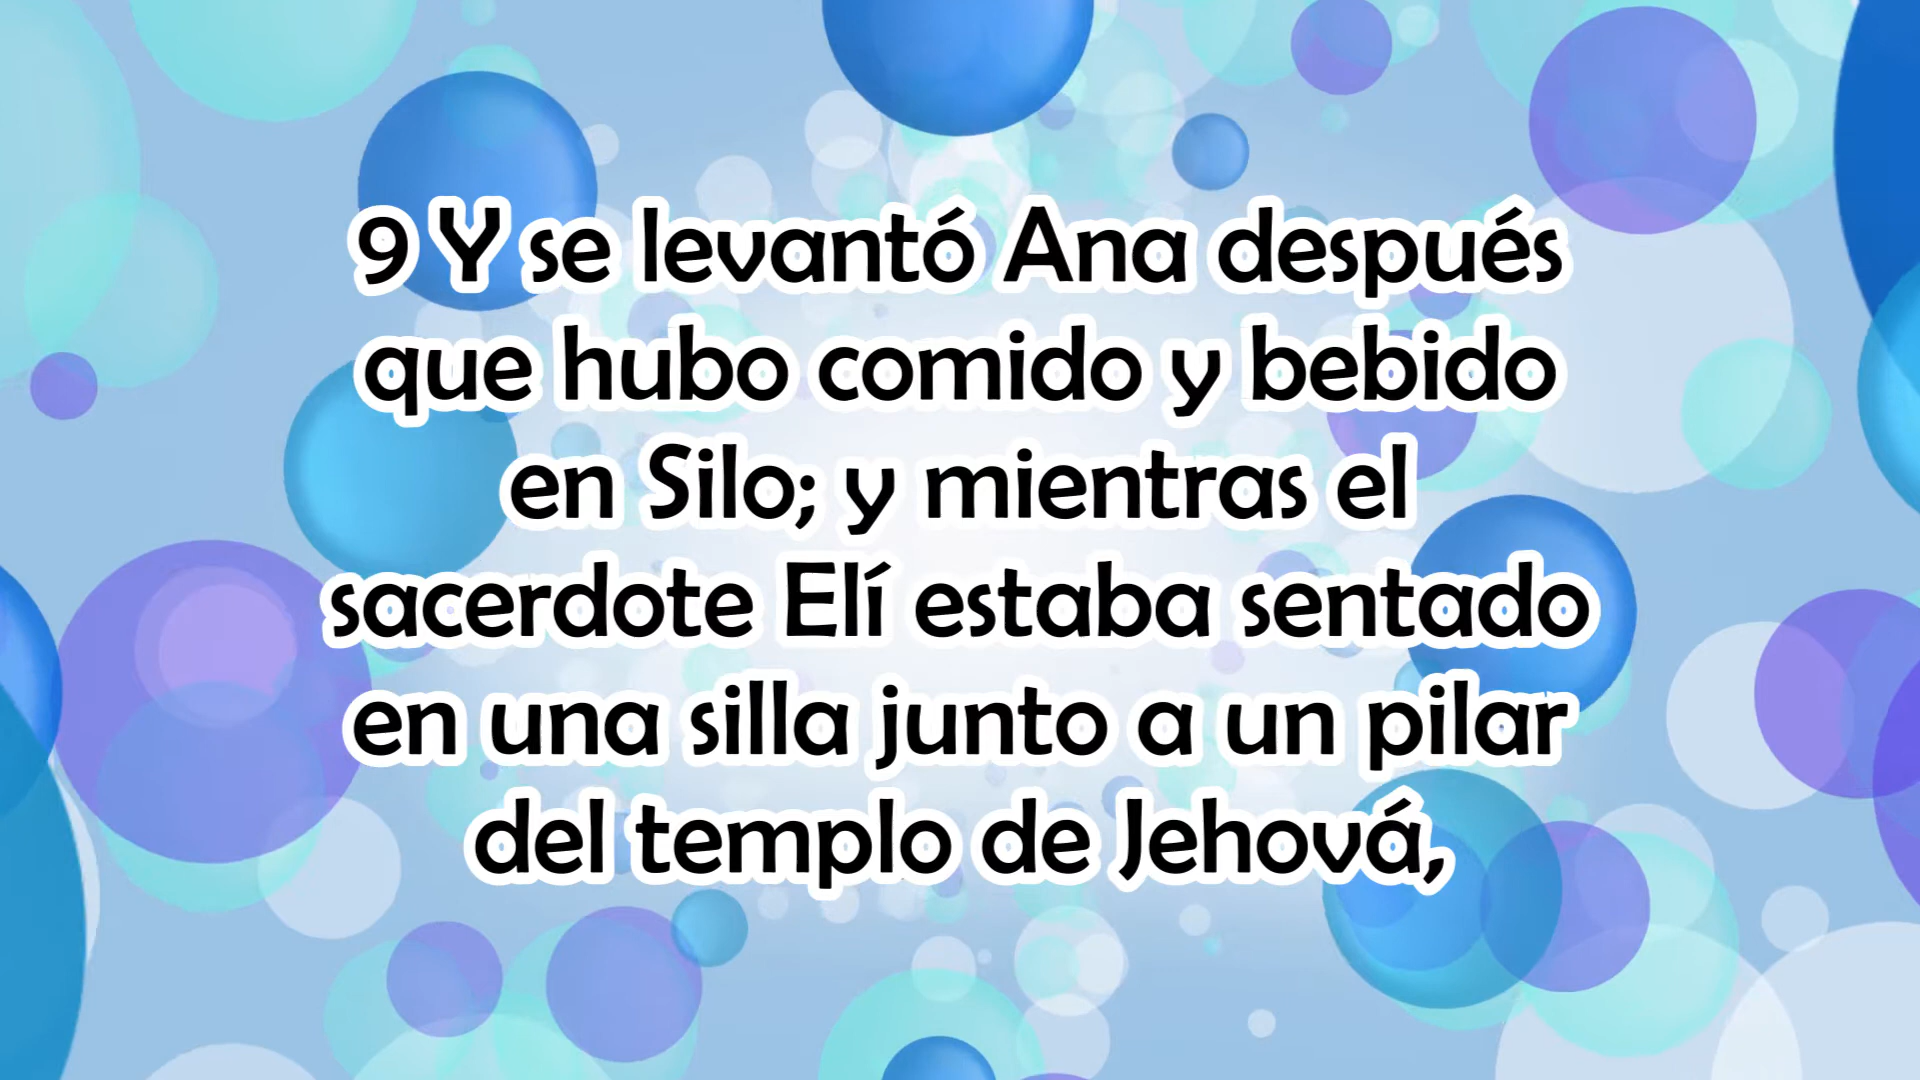 9 Y se levantó Ana después
que hubo comido y bebido
en Silo; y mientras el
sacerdote Elí estaba sentado
en una silla junto a un pilar
del templo de Jehová,